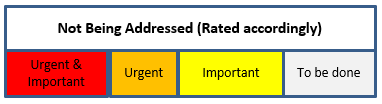 Not Being Addressed (Rated accordingly)
Urgent &
Important
Urgent
Important
To be done